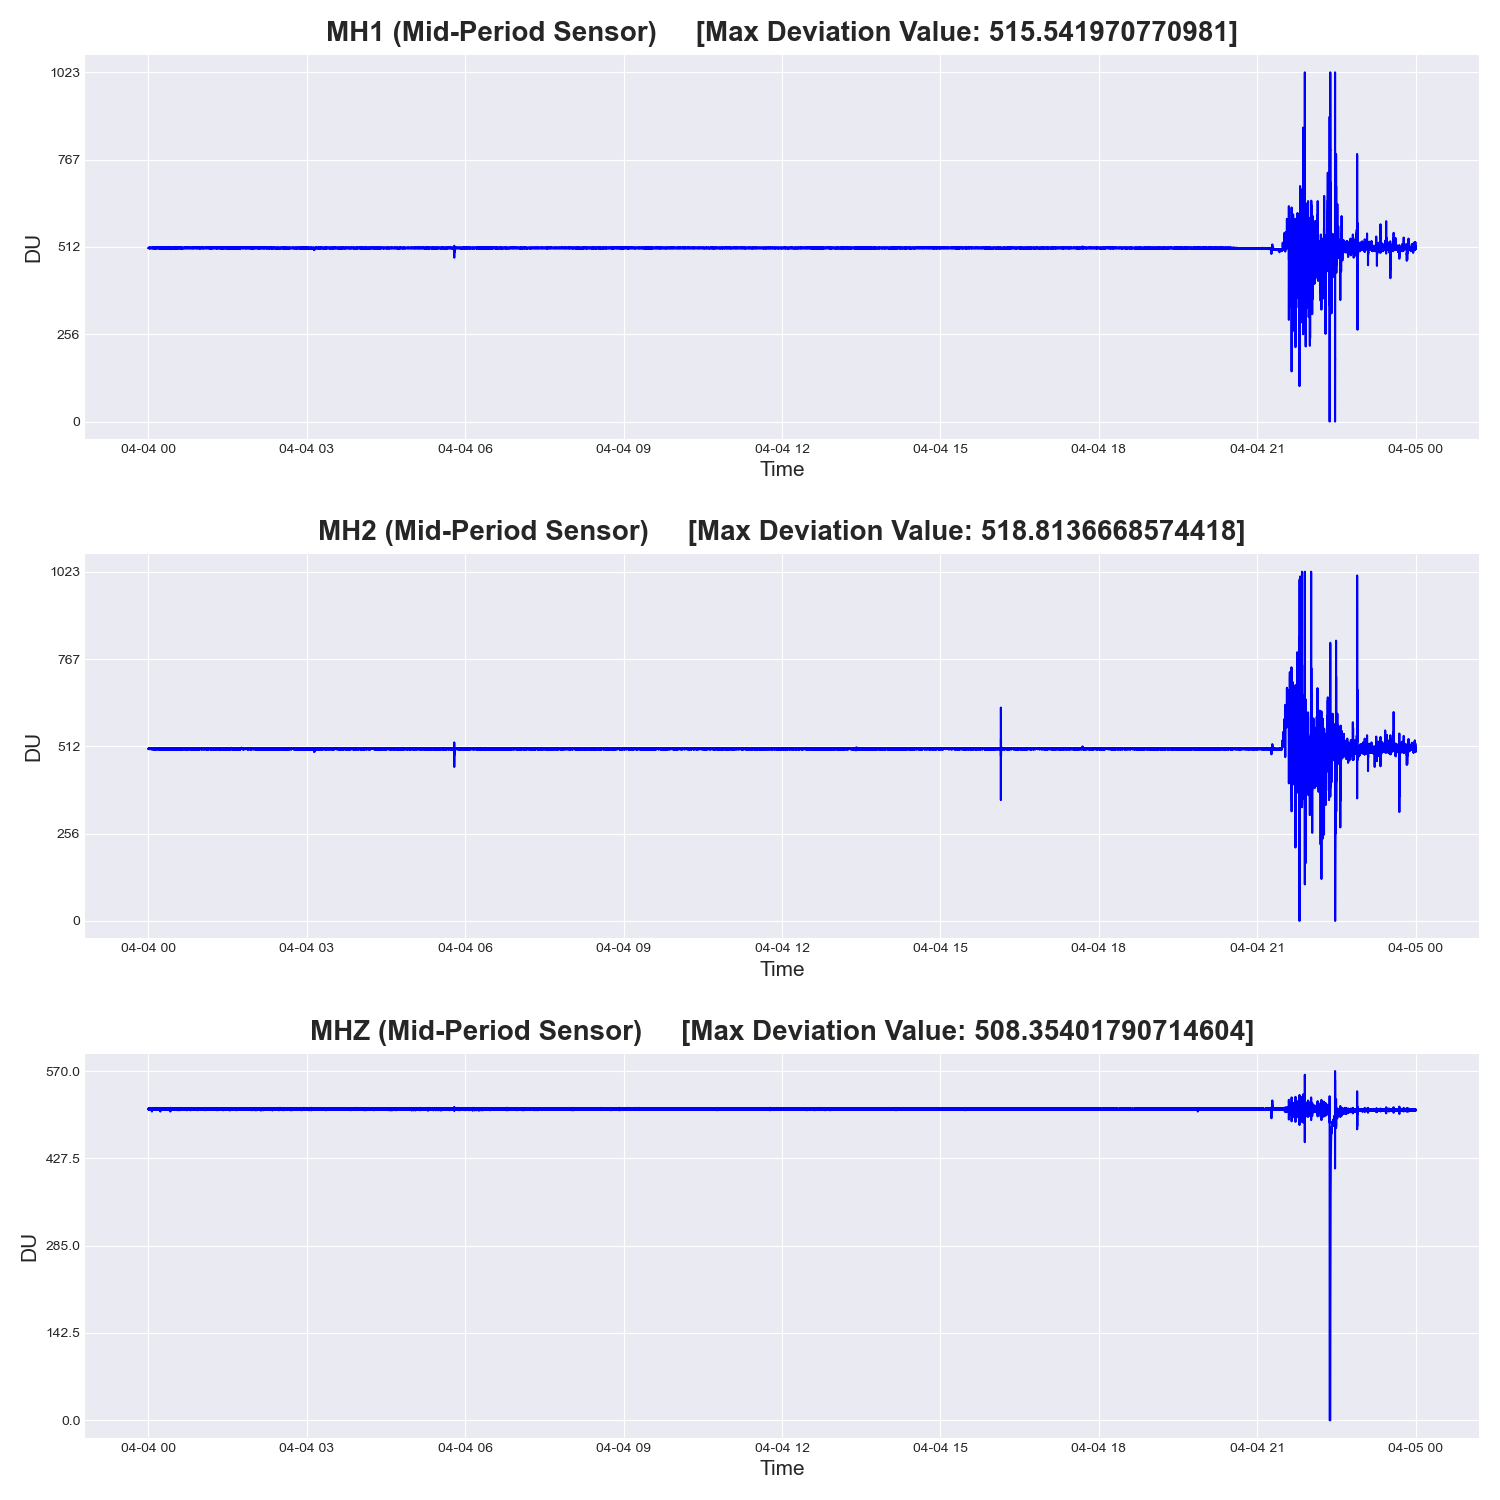 MH1 (Mid-Period Sensor) [Max Deviation Value: 515.541970770981]
1023
767
512
256
0
DU
04-04 00 04-04 03 04-04 06 04-04 09 04-04 12 04-04 15 04-04 18 04-04 21 04-05 00
Time
MH2 (Mid-Period Sensor) [Max Deviation Value: 518.8136668574418]
1023
767
512
256
0
DU
04-04 00 04-04 03 04-04 06 04-04 09 04-04 12 04-04 15 04-04 18 04-04 21 04-05 00
Time
MHZ (Mid-Period Sensor) [Max Deviation Value: 508.35401790714604]
570.0
427.5
285.0
142.5
0.0
DU
04-04 00 04-04 03 04-04 06 04-04 09 04-04 12 04-04 15 04-04 18 04-04 21 04-05 00
Time